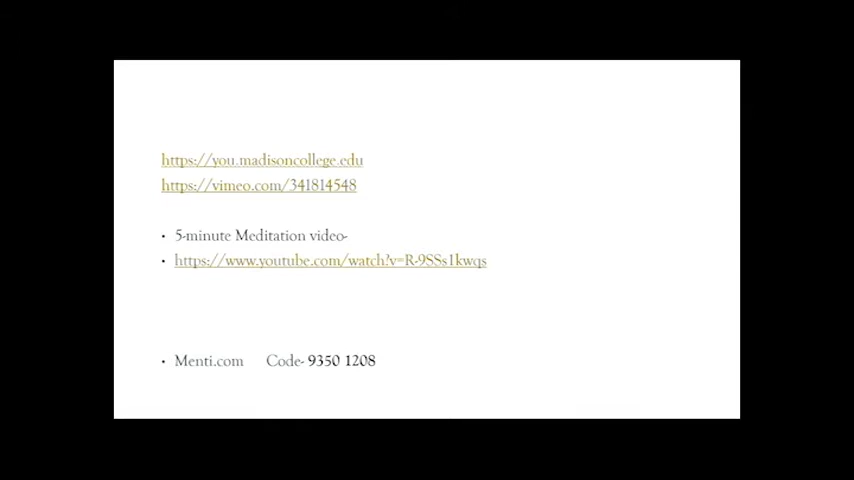 https://you.madisoncollege.edu
https://vimeo.com/341814548
• 5-minute Meditation video-
• https://www.youtube.com/watch?v=R-9SSs1kwqs
• Menti.com Code- 9350 1208